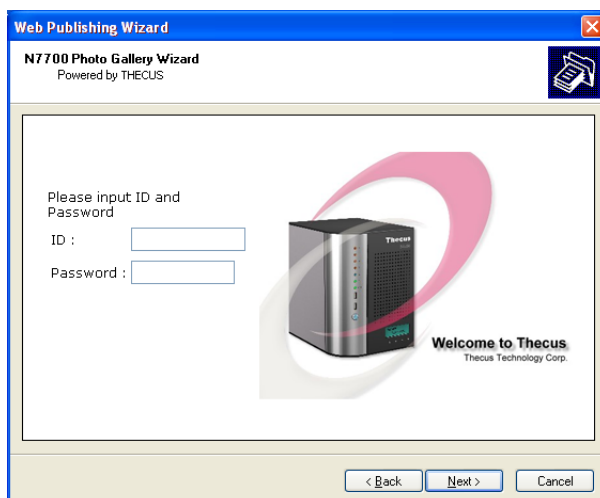 Web Publishing Wizard
N7700 Photo Gallery Wizard
Powered by THECUS
Please input ID and
Password
ID :
Password :
Thecus
Welcome to Thecus
Thecus Technology Corp.
< Back
Next >
Cancel